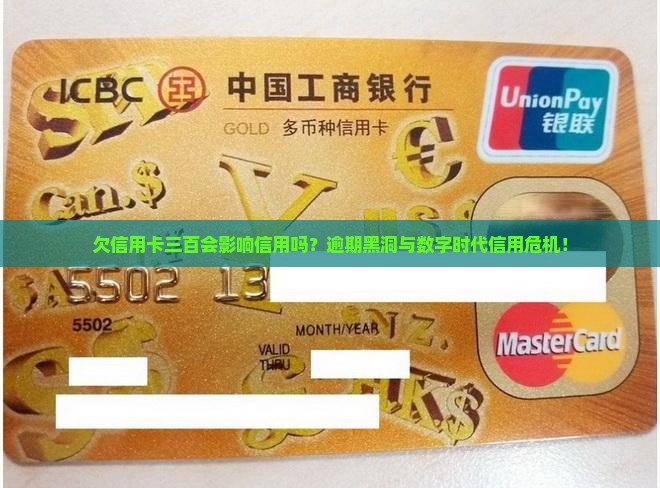 ICBC 中国工商银行
GOLD 多币种信用卡
UnionPay
银联
Can.$
欠信用卡三百会影响信用吗？逾期黑洞与数字时代信用危机！
5502 13
5502
MONTH/YEAR
VALID
THRU
MasterCard
HK$